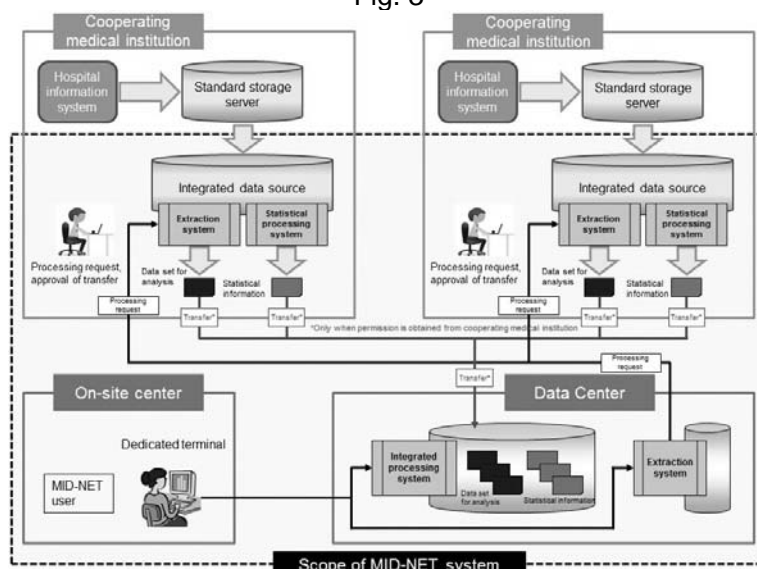 Cooperating
medical institution
Cooperating
medical institution
Hospital
information
system
Standard storage
server
Hospital
information
system
Standard storage
server
Integrated data source
Extraction
system
Statistical
processing
system
Integrated data source
Extraction
system
Statistical
processing
system
Processing request,
approval of transfer
Data set for
analysis
Statistical
information
Processing request,
approval of transfer
Data set for
analysis
Statistical
information
Processing
request
Transfer*
Transfer*
Processing
request
Transfer*
Transfer*
*Only when permission is obtained from cooperating medical institution
Processing
request
Transfer*
On-site center
Data Center
Dedicated terminal
MID-NET
user
Integrated
processing
system
Extraction
system
Data set
for analysis
Statistical information
Scope of MID-NET system